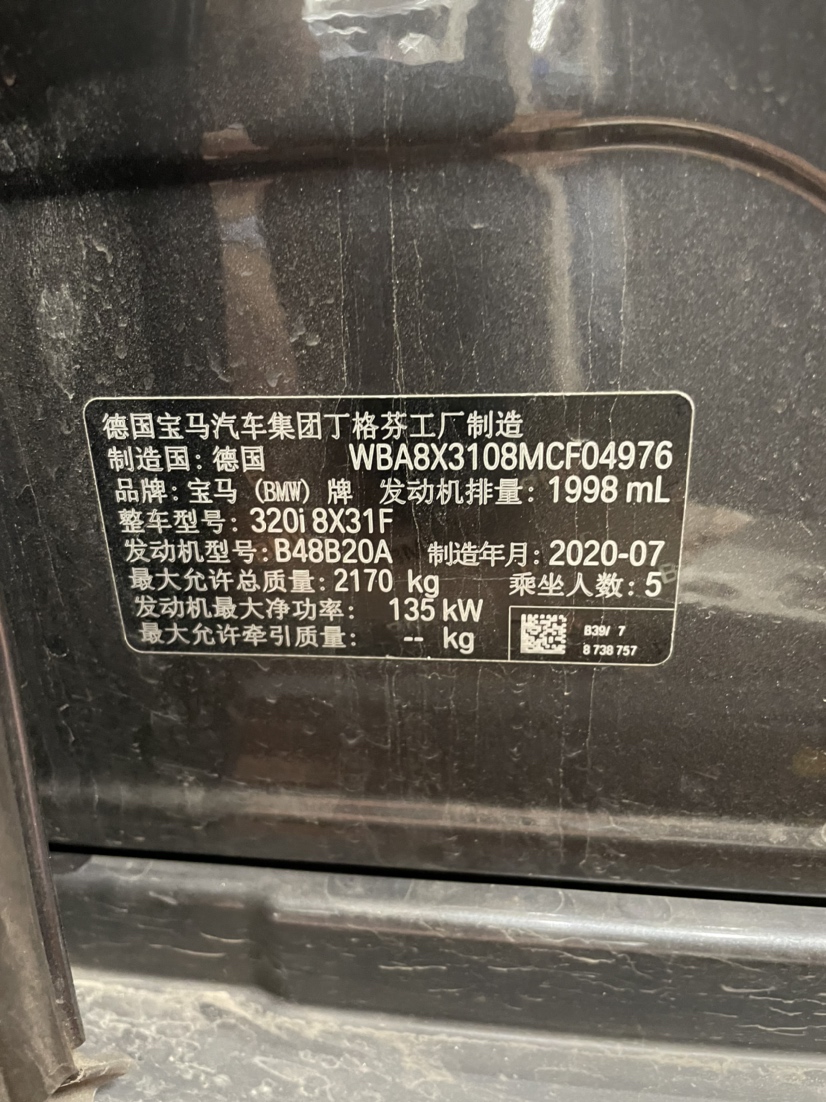 德国宝马汽车集团丁格芬工厂制造
制造国：德国 WBA8X3108MCF04976
品牌：宝马（BMW）牌 发动机排量：1998 mL
整车型号：320i 8X31F
发动机型号：B48B20A 制造年月：2020-07
最大允许总质量：2170 kg 乘坐人数：5
发动机最大净功率： 135 kW
最大允许牵引质量： -- kg
B39/ 7
8 738 757